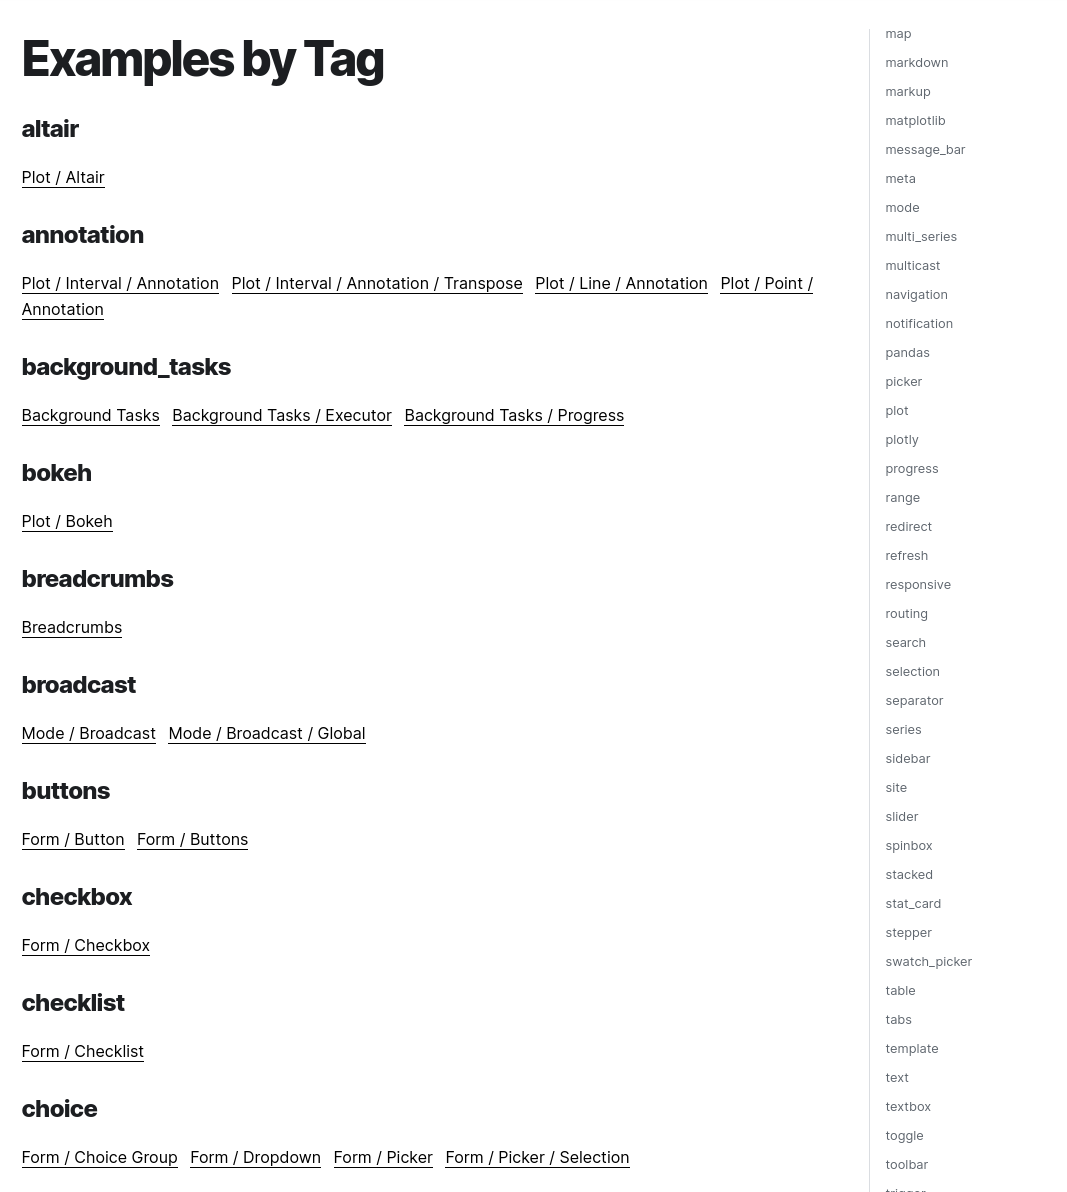 Examples by Tag
altair
Plot / Altair
annotation
Plot / Interval / Annotation Plot / Interval / Annotation / Transpose Plot / Line / Annotation Plot / Point /
Annotation
background_tasks
Background Tasks Background Tasks / Executor Background Tasks / Progress
bokeh
Plot / Bokeh
breadcrumbs
Breadcrumbs
broadcast
Mode / Broadcast Mode / Broadcast / Global
buttons
Form / Button Form / Buttons
checkbox
Form / Checkbox
checklist
Form / Checklist
choice
Form / Choice Group Form / Dropdown Form / Picker Form / Picker / Selection
map
markdown
markup
matplotlib
message_bar
meta
mode
multi_series
multicast
navigation
notification
pandas
picker
plot
plotly
progress
range
redirect
refresh
responsive
routing
search
selection
separator
series
sidebar
site
slider
spinbox
stacked
stat_card
stepper
swatch_picker
table
tabs
template
text
textbox
toggle
toolbar